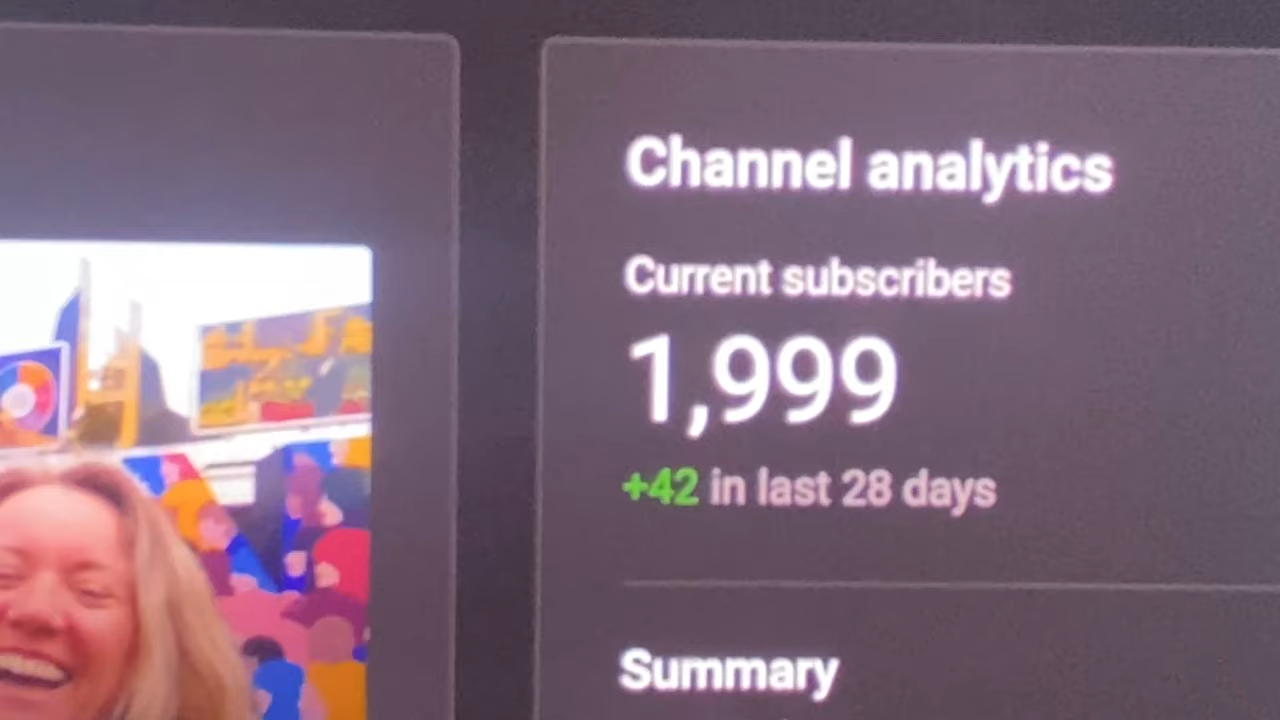 Channel analytics
Current subscribers
1,999
+42 in last 28 days
Summary